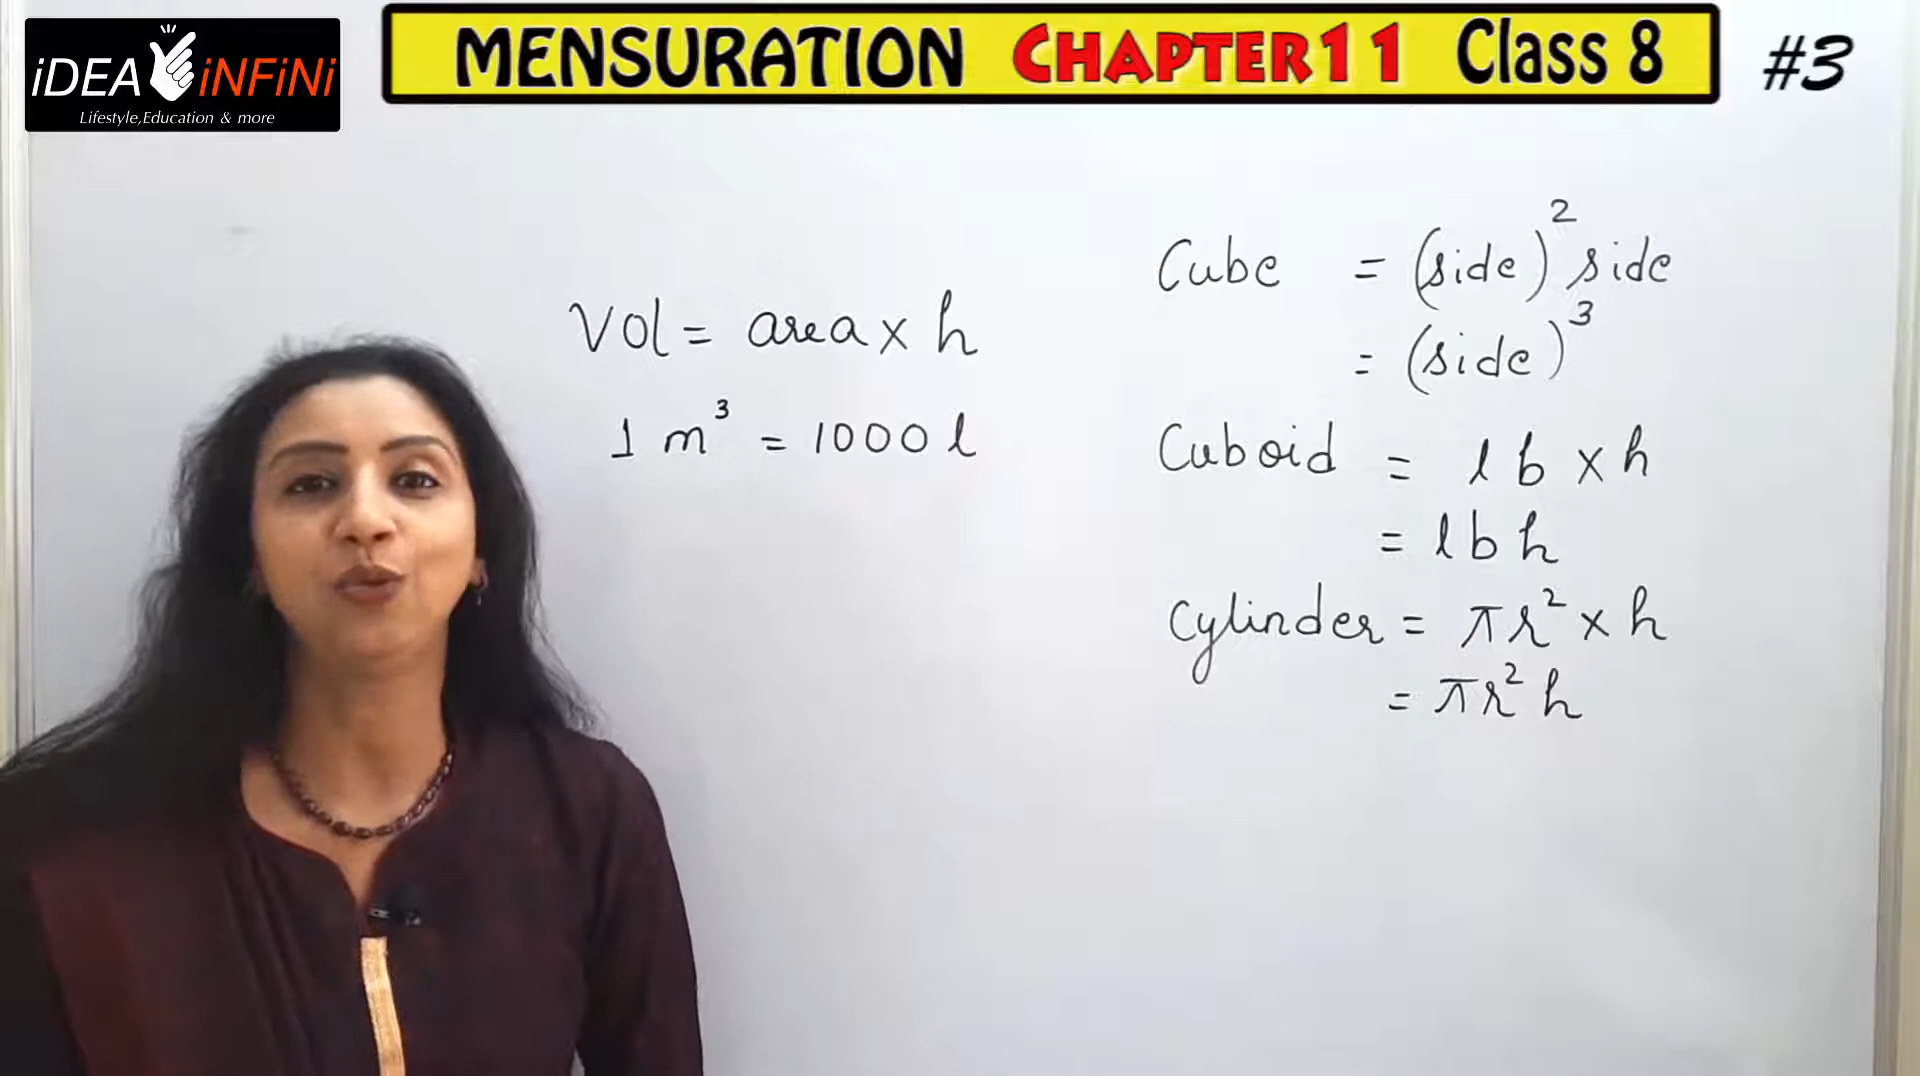 iDEA iNFiNi
Lifestyle,Education & more
MENSURATION CHAPTER11 Class 8
#3
Vol = area x h
1 m³ = 1000 l
Cube = (side)² side
= (side)³
Cuboid = l b x h
= l b h
Cylinder = πr² x h
= πr² h